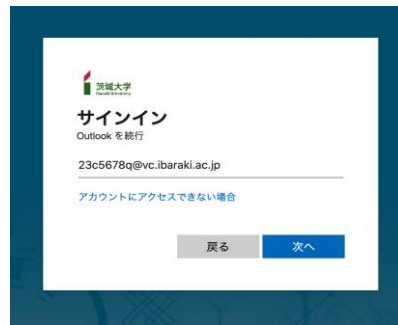 茨城大学
Ibaraki University
サインイン
Outlook を続行
23c5678q@vc.ibaraki.ac.jp
アカウントにアクセスできない場合
戻る
次へ